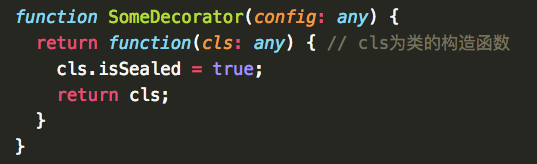 function SomeDecorator(config: any) {
return function(cls: any) { // cls为类的构造函数
cls.isSealed = true;
return cls;
}
}